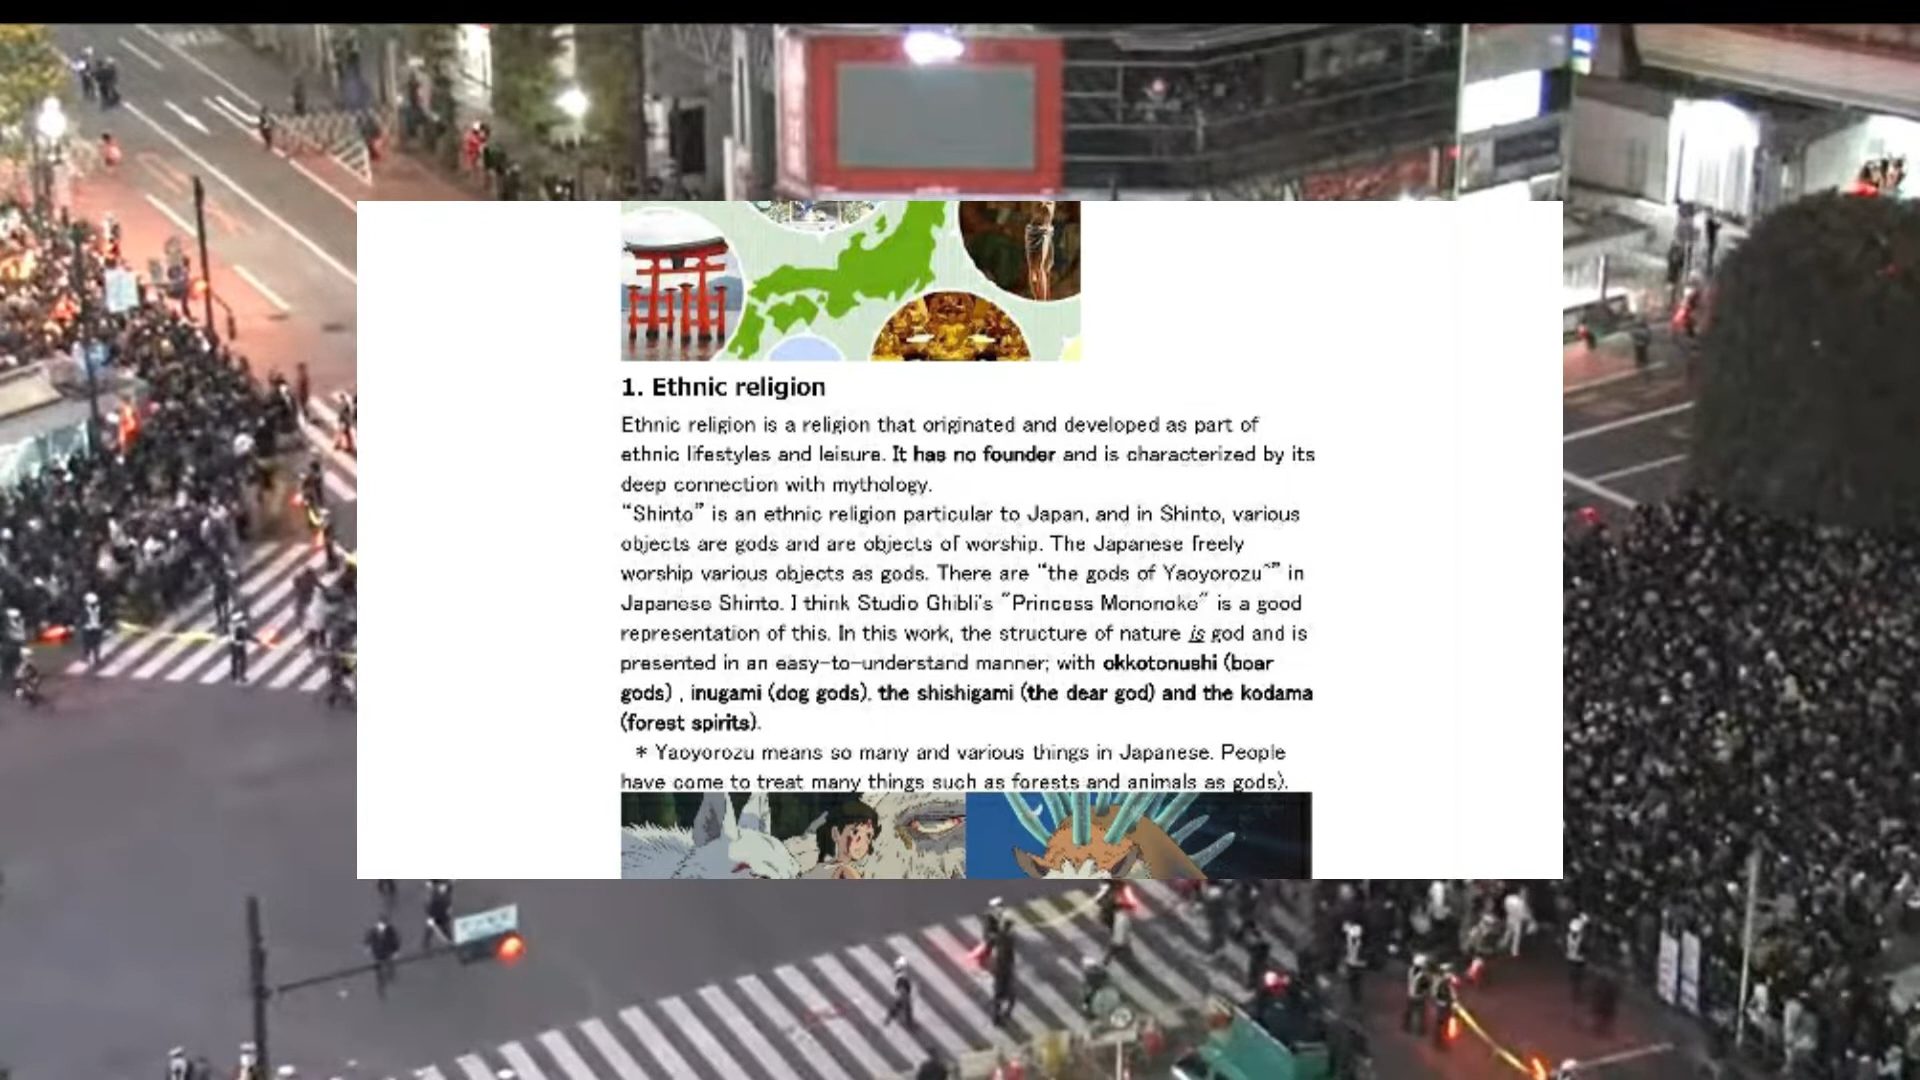 1. Ethnic religion
Ethnic religion is a religion that originated and developed as part of
ethnic lifestyles and leisure. It has no founder and is characterized by its
deep connection with mythology.
“Shinto” is an ethnic religion particular to Japan, and in Shinto, various
objects are gods and are objects of worship. The Japanese freely
worship various objects as gods. There are “the gods of Yaoyorozu*” in
Japanese Shinto. I think Studio Ghibli's "Princess Mononoke" is a good
representation of this. In this work, the structure of nature is god and is
presented in an easy-to-understand manner; with okkotonushi (boar
gods) , inugami (dog gods), the shishigami (the dear god) and the kodama
(forest spirits).
* Yaoyorozu means so many and various things in Japanese. People
have come to treat many things such as forests and animals as gods).